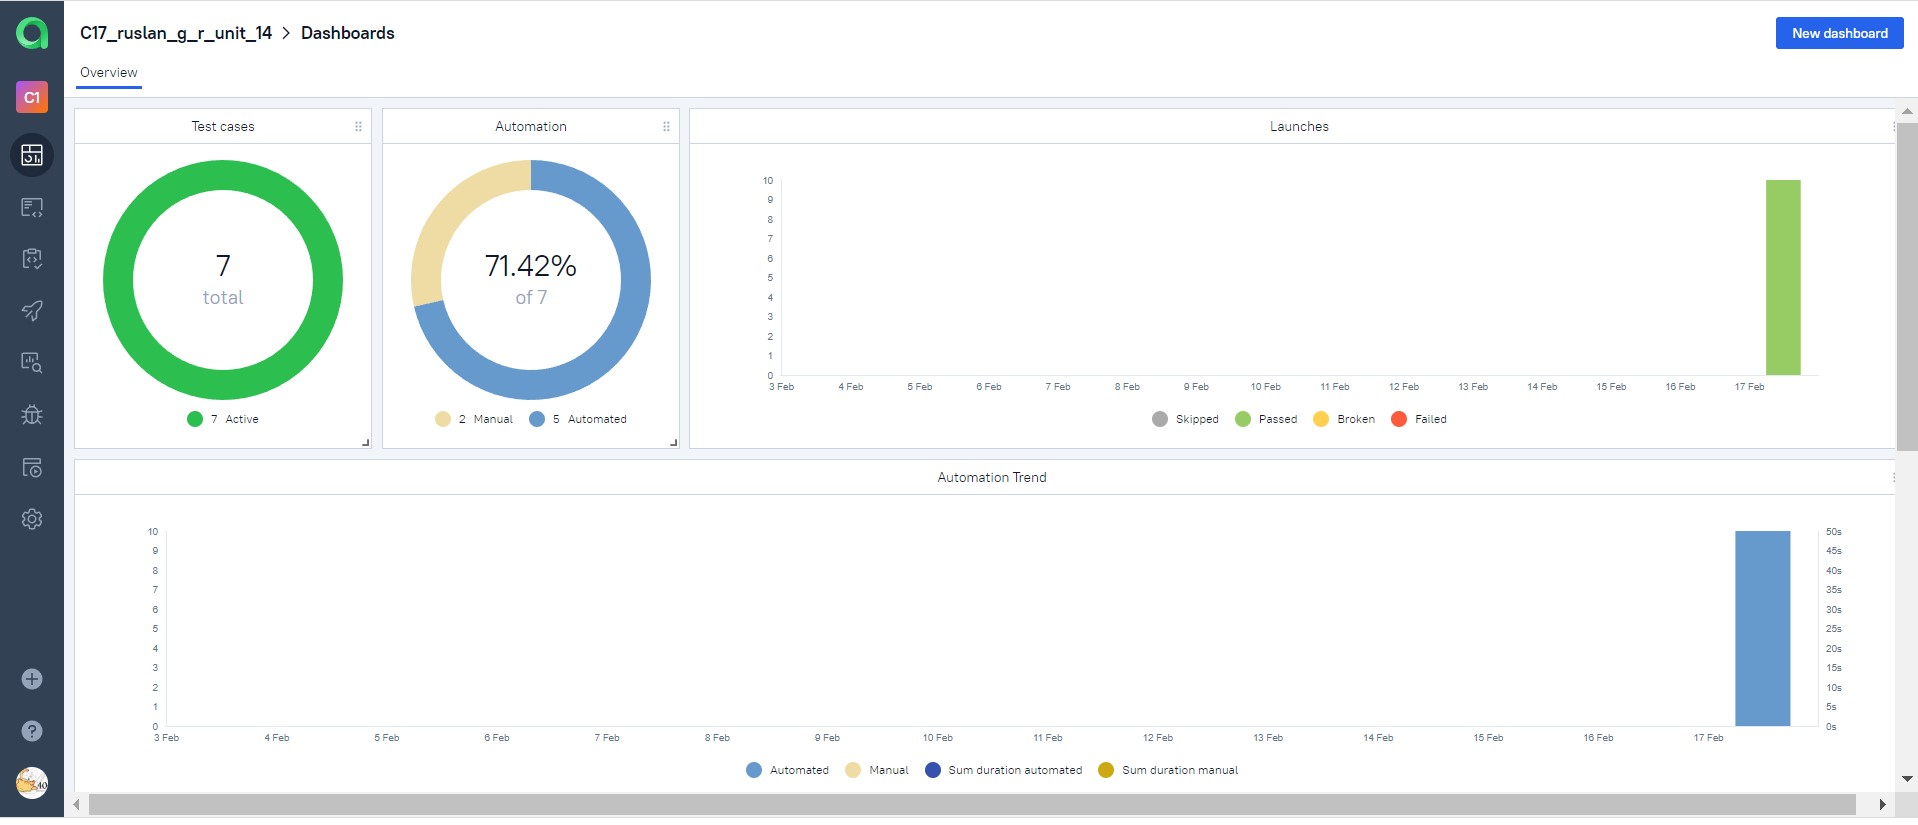 C17_ruslan_g_r_unit_14 > Dashboards
New dashboard
Overview
C1
Test cases
7
total
7 Active
Automation
71.42%
of 7
2 Manual 5 Automated
Launches
10
9
8
7
6
5
4
3
2
1
0
3 Feb 4 Feb 5 Feb 6 Feb 7 Feb 8 Feb 9 Feb 10 Feb 11 Feb 12 Feb 13 Feb 14 Feb 15 Feb 16 Feb 17 Feb
Skipped Passed Broken Failed
Automation Trend
10 50s
9 45s
8 40s
7 35s
6 30s
5 25s
4 20s
3 15s
2 10s
1 5s
0 0s
3 Feb 4 Feb 5 Feb 6 Feb 7 Feb 8 Feb 9 Feb 10 Feb 11 Feb 12 Feb 13 Feb 14 Feb 15 Feb 16 Feb 17 Feb
Automated Manual Sum duration automated Sum duration manual